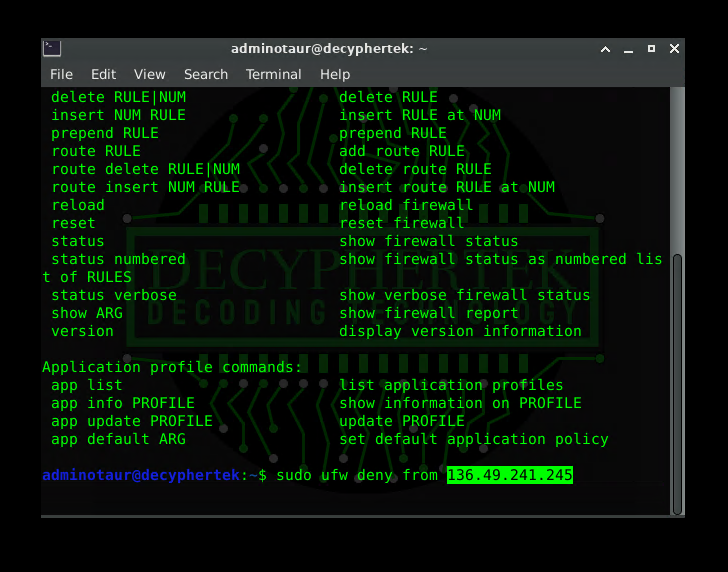 adminotaur@decyphertek: ~
File Edit View Search Terminal Help
delete RULE|NUM delete RULE
insert NUM RULE insert RULE at NUM
prepend RULE prepend RULE
route RULE add route RULE
route delete RULE|NUM delete route RULE
route insert NUM RULE insert route RULE at NUM
reload reload firewall
reset reset firewall
status show firewall status
status numbered show firewall status as numbered lis
t of RULES
status verbose show verbose firewall status
show ARG show firewall report
version display version information
DECYPHERTEK
DECODING TECHNOLOGY
Application profile commands:
app list list application profiles
app info PROFILE show information on PROFILE
app update PROFILE update PROFILE
app default ARG set default application policy
adminotaur@decyphertek:~$ sudo ufw deny from 136.49.241.245